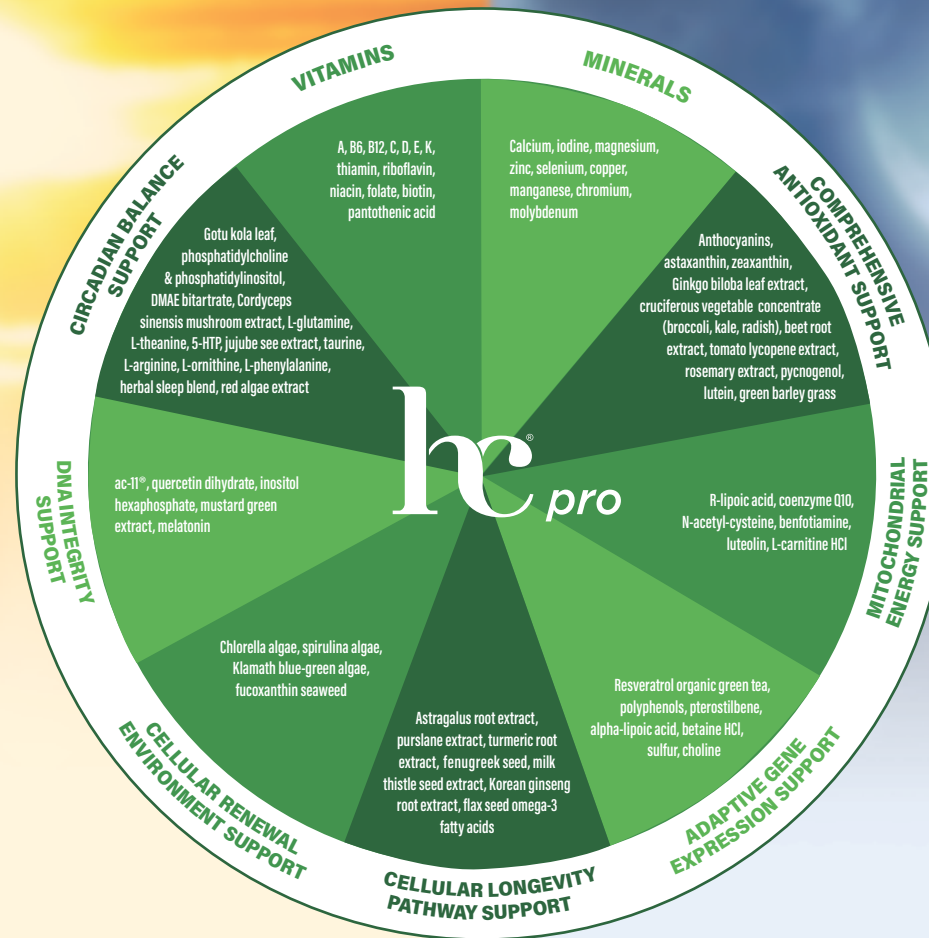 VITAMINS
A, B6, B12, C, D, E, K,
thiamin, riboflavin,
niacin, folate, biotin,
pantothenic acid
MINERALS
Calcium, iodine, magnesium,
zinc, selenium, copper,
manganese, chromium,
molybdenum
COMPREHENSIVE
ANTIOXIDANT SUPPORT
Anthocyanins,
astaxanthin, zeaxanthin,
Ginkgo biloba leaf extract,
cruciferous vegetable concentrate
(broccoli, kale, radish), beet root
extract, tomato lycopene extract,
rosemary extract, pycnogenol,
lutein, green barley grass
MITOCHONDRIAL
ENERGY SUPPORT
R-lipoic acid, coenzyme Q10,
N-acetyl-cysteine, benfotiamine,
luteolin, L-carnitine HCl
ADAPTIVE GENE
EXPRESSION SUPPORT
Resveratrol organic green tea,
polyphenols, pterostilbene,
alpha-lipoic acid, betaine HCl,
sulfur, choline
CELLULAR LONGEVITY
PATHWAY SUPPORT
Astragalus root extract,
purslane extract, turmeric root
extract, fenugreek seed, milk
thistle seed extract, Korean ginseng
root extract, flax seed omega-3
fatty acids
CELLULAR RENEWAL
ENVIRONMENT SUPPORT
Chlorella algae, spirulina algae,
Klamath blue-green algae,
fucoxanthin seaweed
DNA INTEGRITY
SUPPORT
ac-11®, quercetin dihydrate, inositol
hexaphosphate, mustard green
extract, melatonin
CIRCADIAN BALANCE
SUPPORT
Gotu kola leaf,
phosphatidylcholine
& phosphatidylinositol,
DMAE bitartrate, Cordyceps
sinensis mushroom extract, L-glutamine,
L-theanine, 5-HTP, jujube see extract, taurine,
L-arginine, L-ornithine, L-phenylalanine,
herbal sleep blend, red algae extract
hc® pro